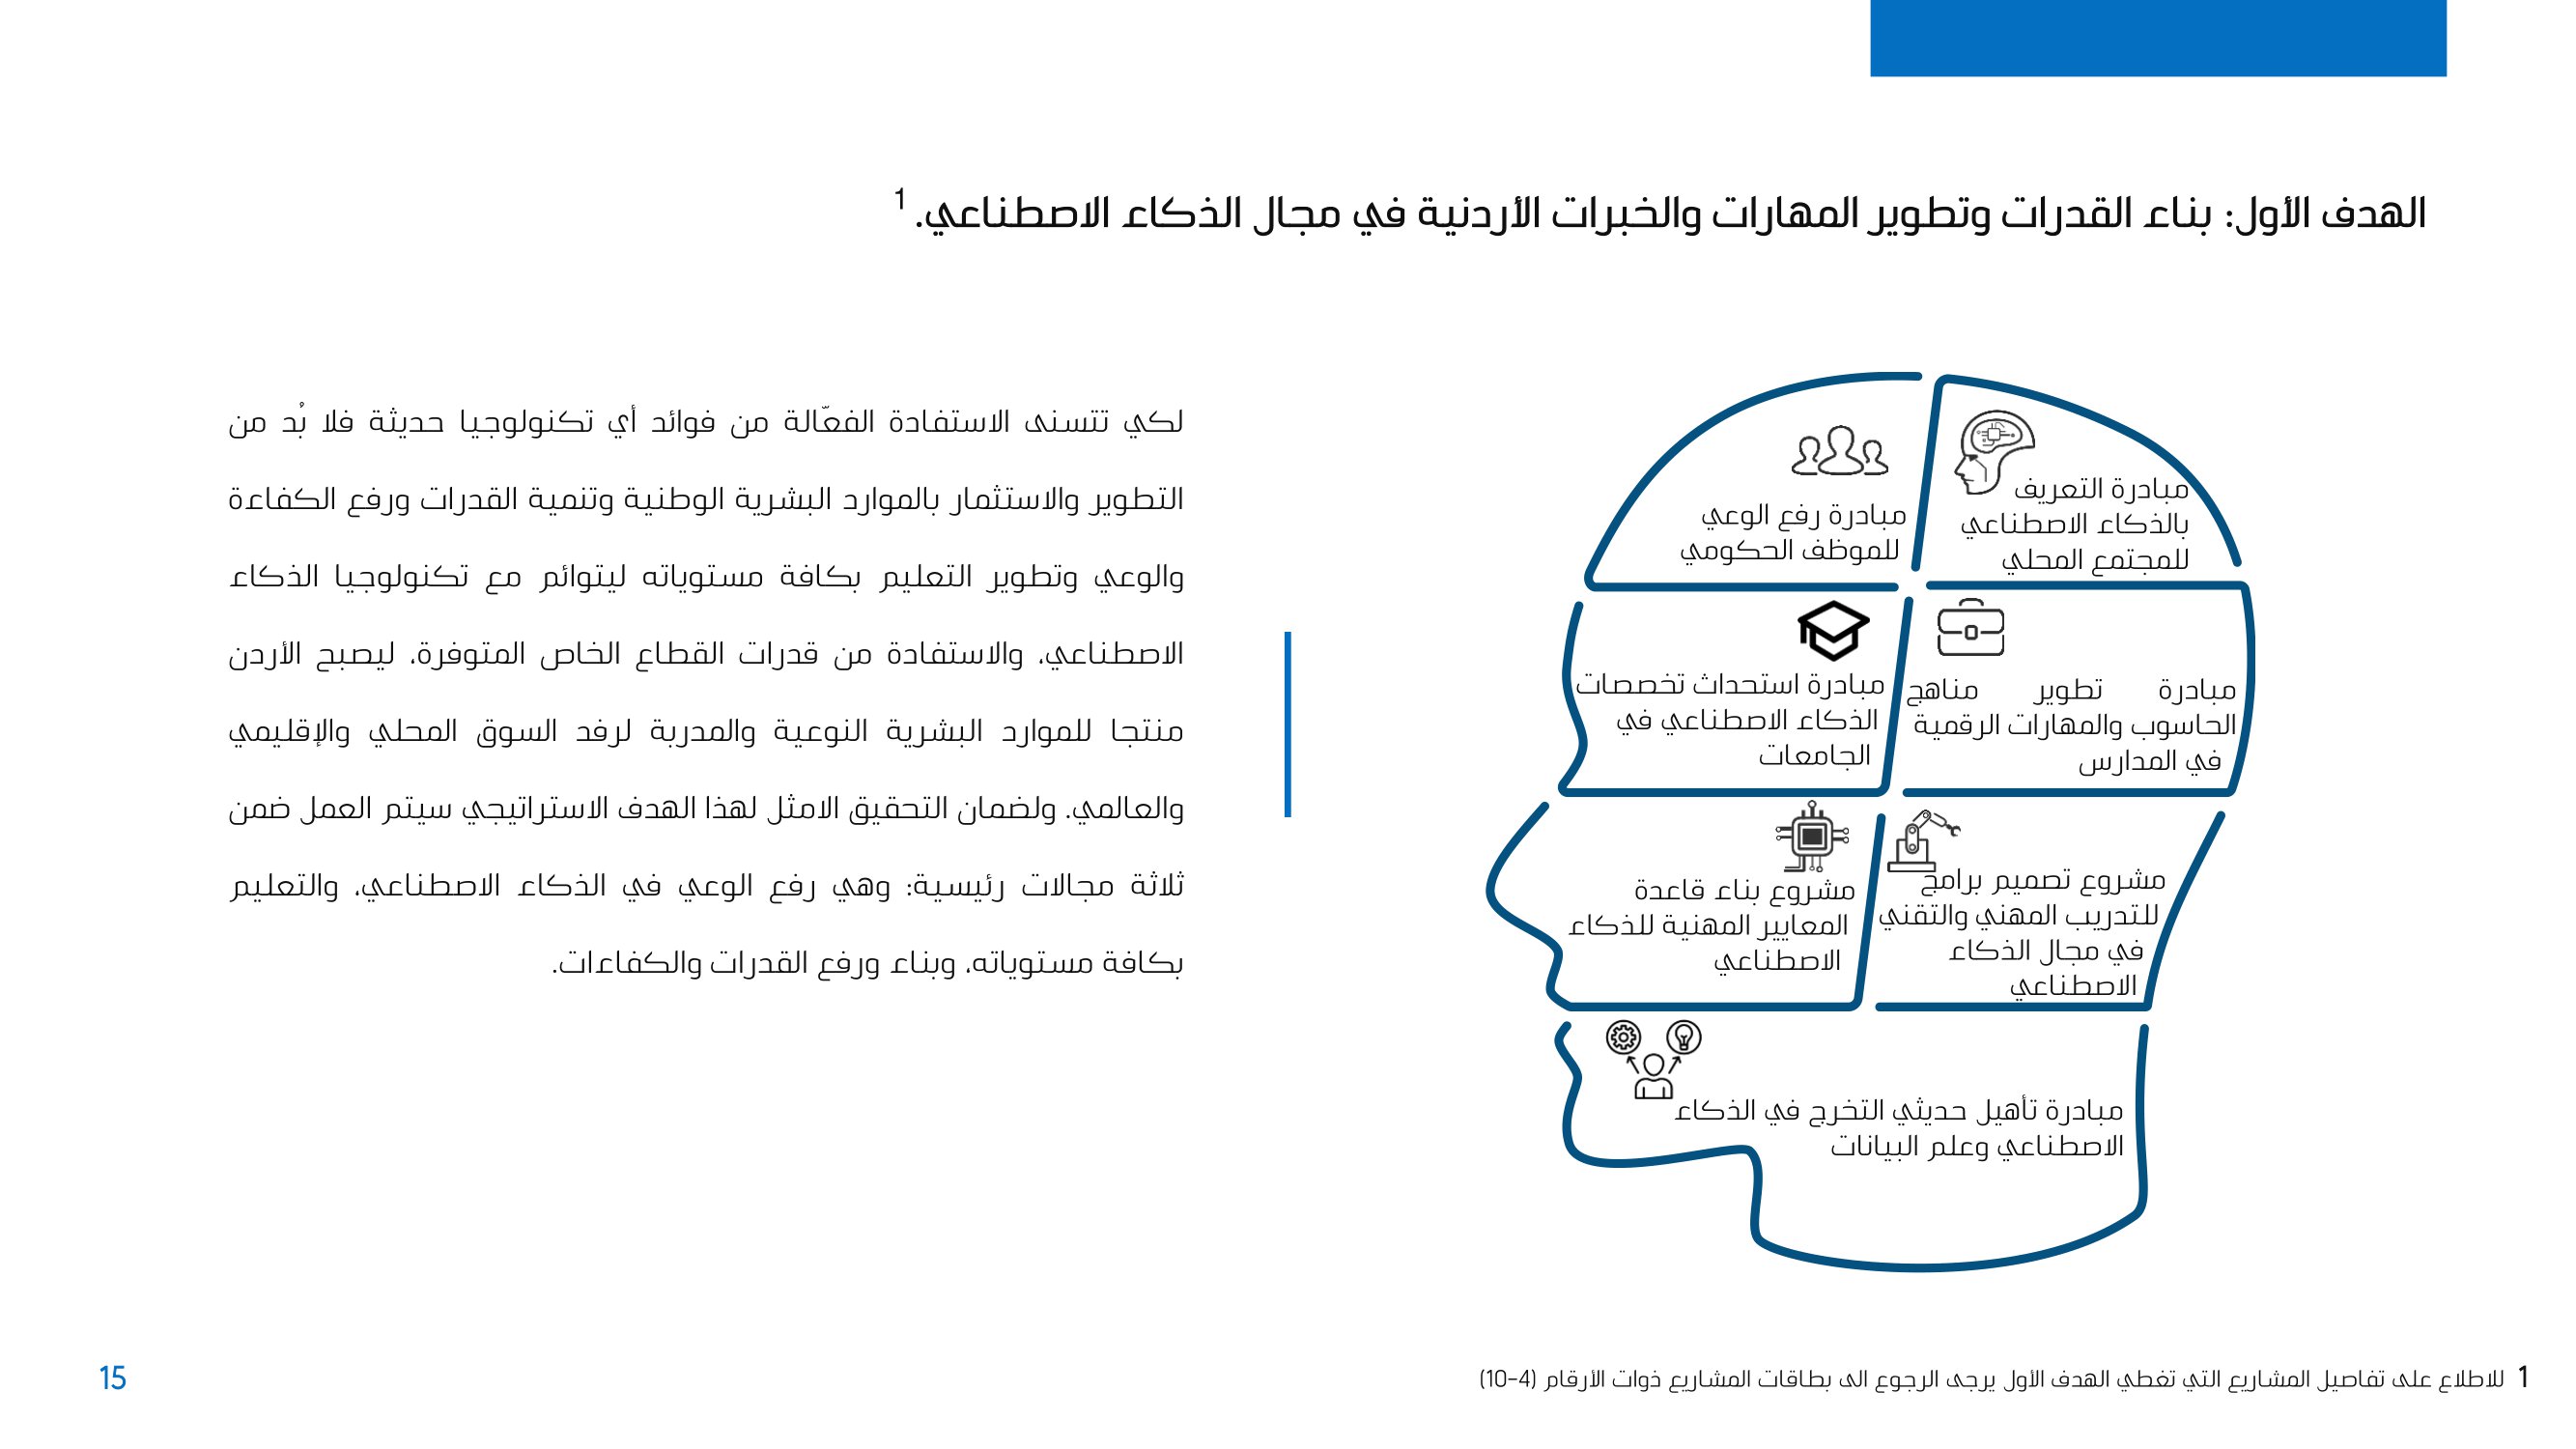 الهدف الأول: بناء القدرات وتطوير المهارات والخبرات الأردنية في مجال الذكاء الاصطناعي. 1
مبادرة التعريف
بالذكاء الاصطناعي
للمجتمع المحلي
مبادرة رفع الوعي
للموظف الحكومي
مبادرة تطوير مناهج
الحاسوب والمهارات الرقمية
في المدارس
مبادرة استحداث تخصصات
الذكاء الاصطناعي في
الجامعات
مشروع تصميم برامج
للتدريب المهني والتقني
في مجال الذكاء
الاصطناعي
مشروع بناء قاعدة
المعايير المهنية للذكاء
الاصطناعي
مبادرة تأهيل حديثي التخرج في الذكاء
الاصطناعي وعلم البيانات
لكي تتسنى الاستفادة الفعّالة من فوائد أي تكنولوجيا حديثة فلا بُد من
التطوير والاستثمار بالموارد البشرية الوطنية وتنمية القدرات ورفع الكفاءة
والوعي وتطوير التعليم بكافة مستوياته ليتوائم مع تكنولوجيا الذكاء
الاصطناعي، والاستفادة من قدرات القطاع الخاص المتوفرة، ليصبح الأردن
منتجا للموارد البشرية النوعية والمدربة لرفد السوق المحلي والإقليمي
والعالمي. ولضمان التحقيق الامثل لهذا الهدف الاستراتيجي سيتم العمل ضمن
ثلاثة مجالات رئيسية: وهي رفع الوعي في الذكاء الاصطناعي، والتعليم
بكافة مستوياته، وبناء ورفع القدرات والكفاءات.
1 للاطلاع على تفاصيل المشاريع التي تغطي الهدف الأول يرجى الرجوع الى بطاقات المشاريع ذوات الأرقام (4-10)
15